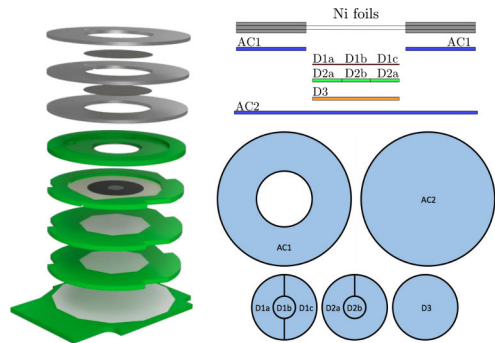 Ni foils
AC1 AC1
D1a D1b D1c
D2a D2b D2a
D3
AC2
AC1
AC2
D1a D1b D1c
D2a D2b
D3